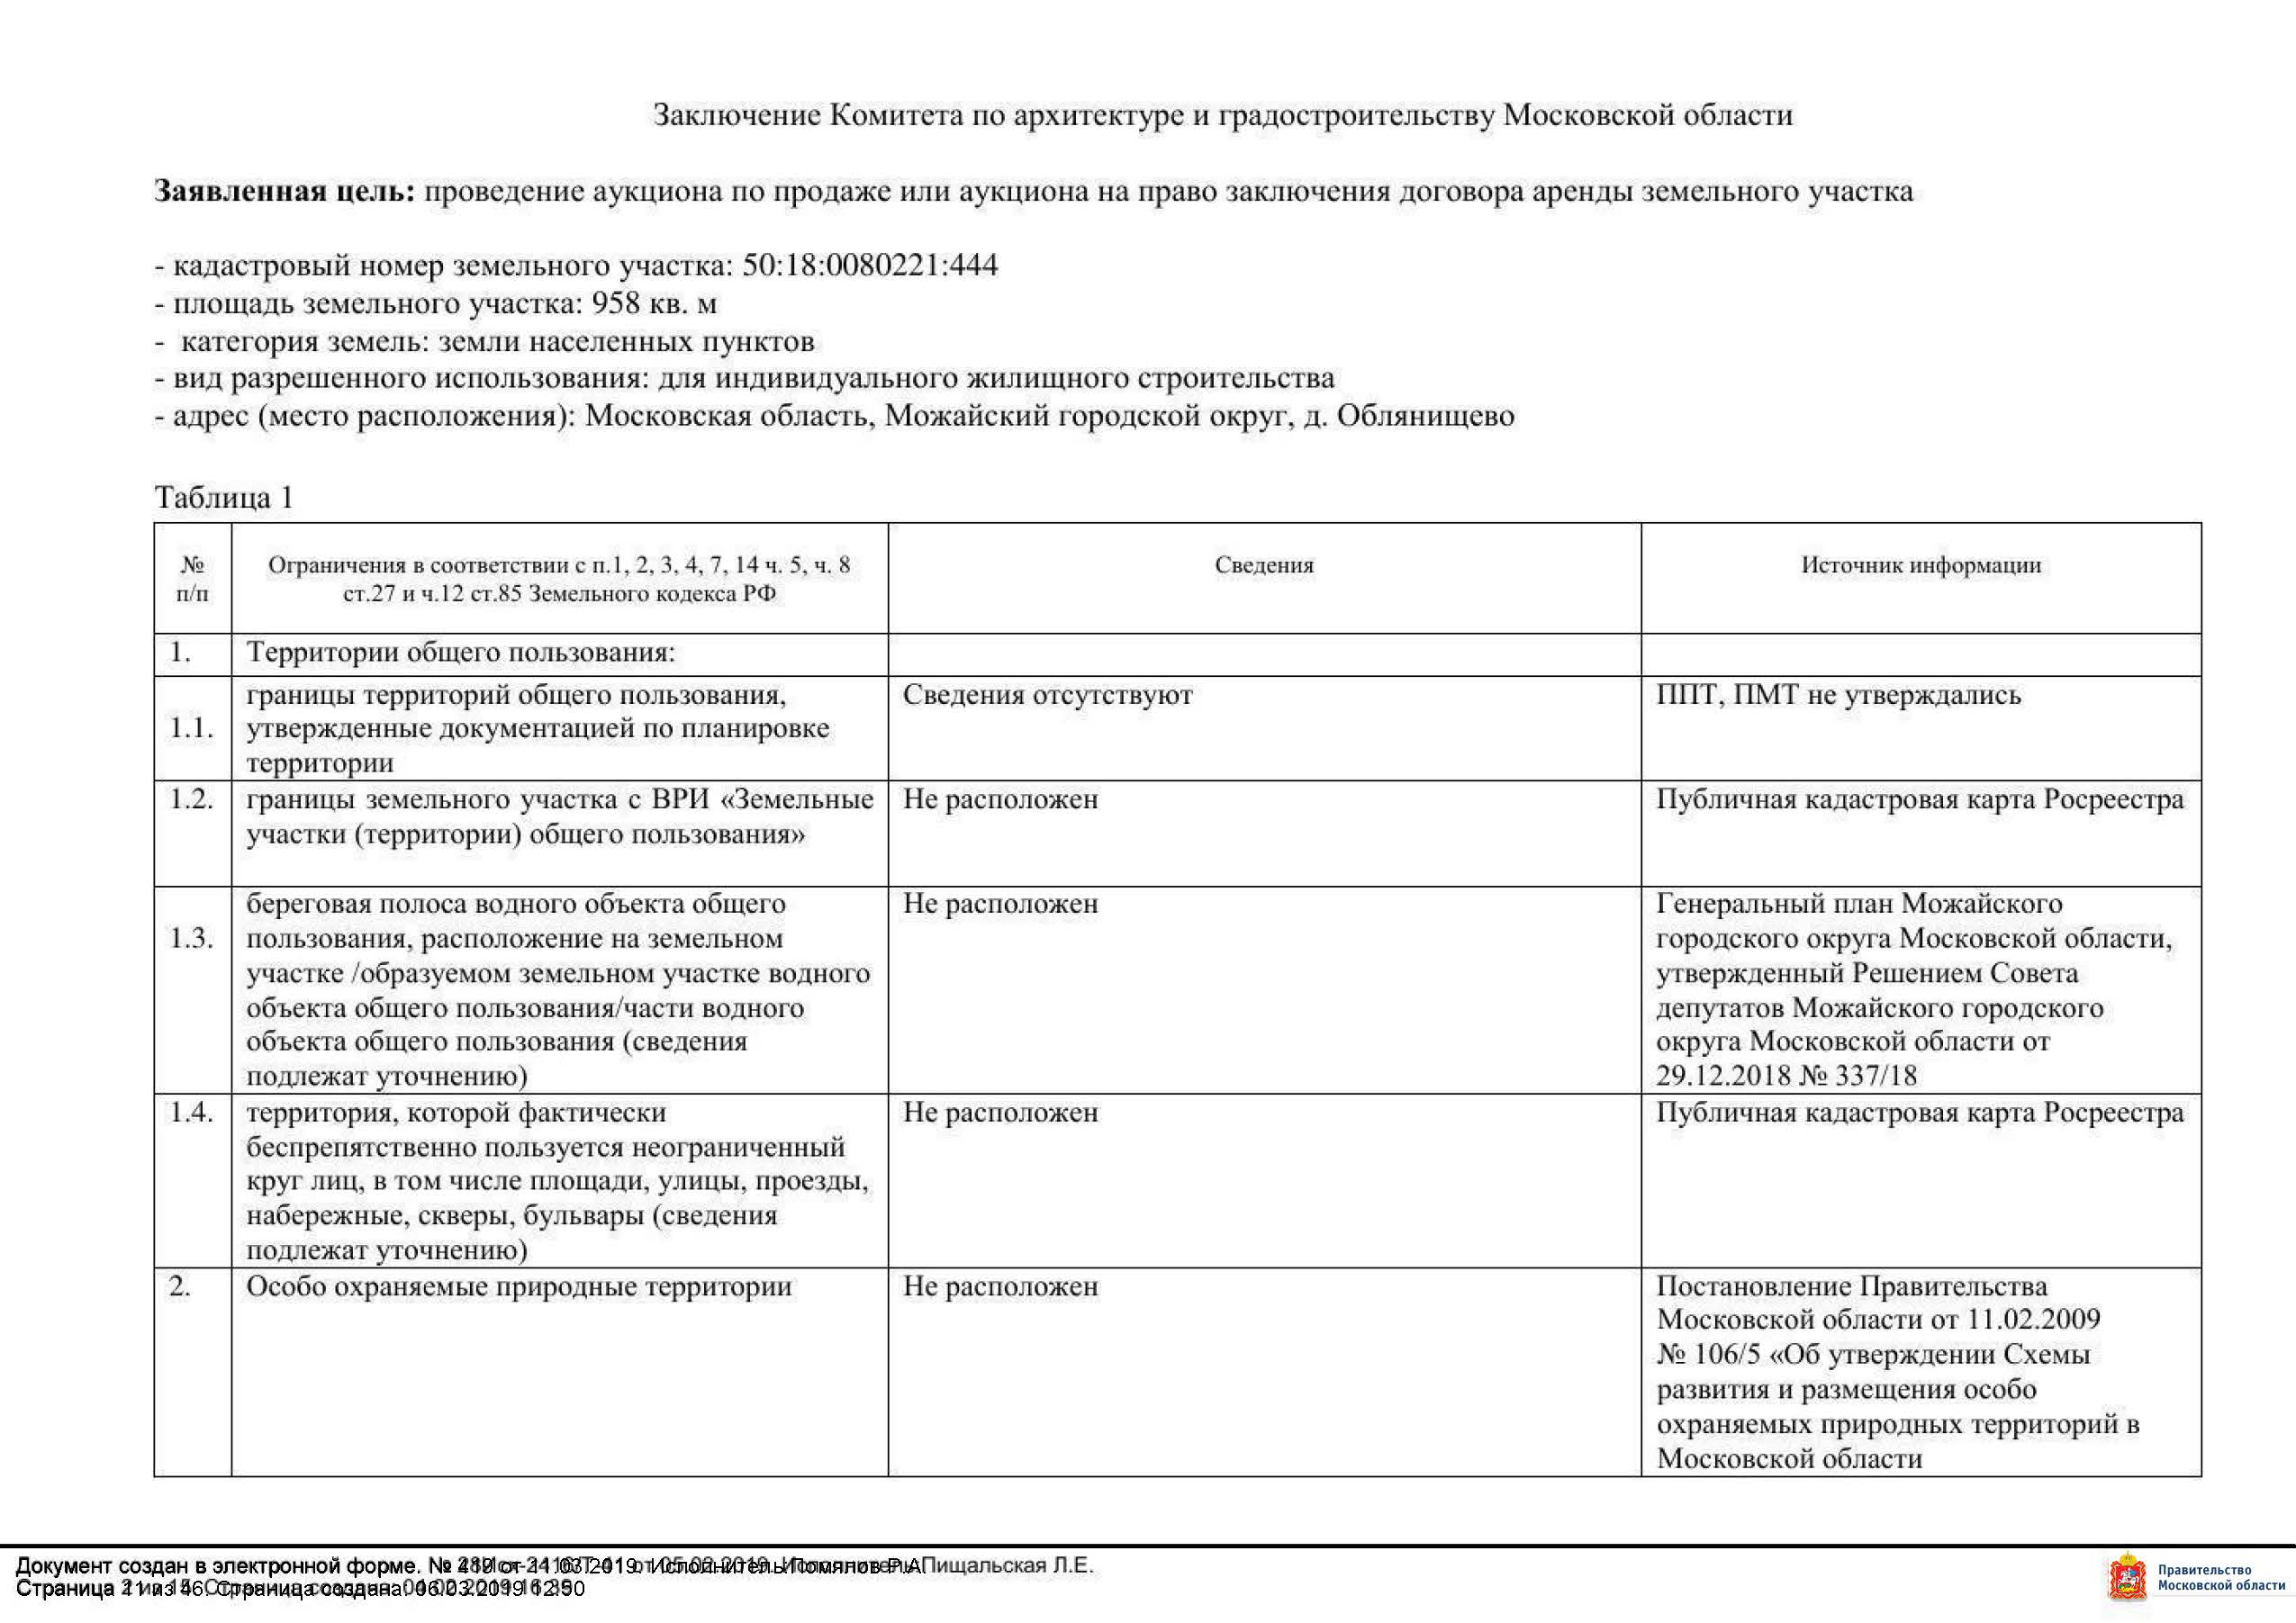 Заключение Комитета по архитектуре и градостроительству Московской области
Заявленная цель: проведение аукциона по продаже или аукциона на право заключения договора аренды земельного участка
- кадастровый номер земельного участка: 50:18:0080221:444
- площадь земельного участка: 958 кв. м
- категория земель: земли населенных пунктов
- вид разрешенного использования: для индивидуального жилищного строительства
- адрес (место расположения): Московская область, Можайский городской округ, д. Облянищево
Таблица 1
№
п/п
Ограничения в соответствии с п.1, 2, 3, 4, 7, 14 ч. 5, ч. 8
ст.27 и ч.12 ст.85 Земельного кодекса РФ
Сведения
Источник информации
1.
Территории общего пользования:
1.1.
границы территорий общего пользования,
утвержденные документацией по планировке
территории
Сведения отсутствуют
ППТ, ПМТ не утверждались
1.2.
границы земельного участка с ВРИ «Земельные
участки (территории) общего пользования»
Не расположен
Публичная кадастровая карта Росреестра
1.3.
береговая полоса водного объекта общего
пользования, расположение на земельном
участке /образуемом земельном участке водного
объекта общего пользования/части водного
объекта общего пользования (сведения
подлежат уточнению)
Не расположен
Генеральный план Можайского
городского округа Московской области,
утвержденный Решением Совета
депутатов Можайского городского
округа Московской области от
29.12.2018 № 337/18
1.4.
территория, которой фактически
беспрепятственно пользуется неограниченный
круг лиц, в том числе площади, улицы, проезды,
набережные, скверы, бульвары (сведения
подлежат уточнению)
Не расположен
Публичная кадастровая карта Росреестра
2.
Особо охраняемые природные территории
Не расположен
Постановление Правительства
Московской области от 11.02.2009
№ 106/5 «Об утверждении Схемы
развития и размещения особо
охраняемых природных территорий в
Московской области
Документ создан в электронной форме. № Пищальская Л.Е.
Страница
Правительство
Московской области